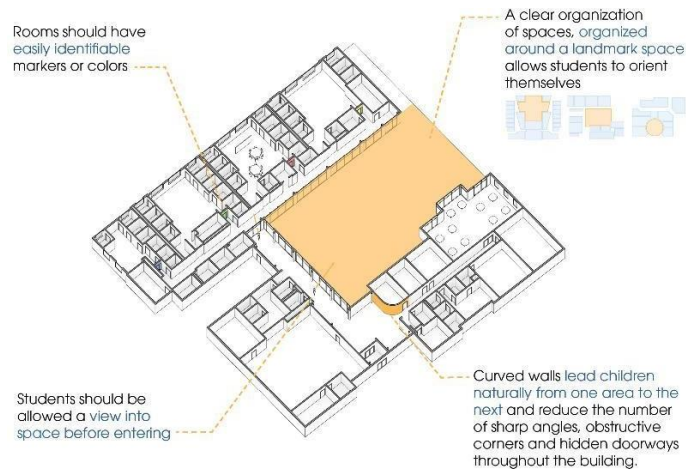 Rooms should have
easily identifiable
markers or colors
A clear organization
of spaces, organized
around a landmark space
allows students to orient
themselves
Students should be
allowed a view into
space before entering
Curved walls lead children
naturally from one area to the
next and reduce the number
of sharp angles, obstructive
corners and hidden doorways
throughout the building.